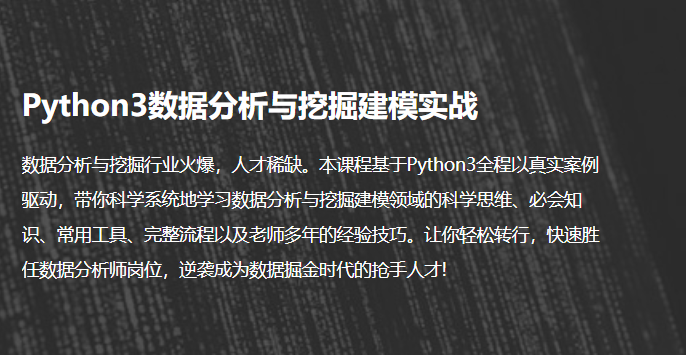 Python3数据分析与挖掘建模实战
数据分析与挖掘行业火爆，人才稀缺。本课程基于Python3全程以真实案例
驱动，带你科学系统地学习数据分析与挖掘建模领域的科学思维、必会知
识、常用工具、完整流程以及老师多年的经验技巧。让你轻松转行，快速胜
任数据分析师岗位，逆袭成为数据掘金时代的抢手人才!